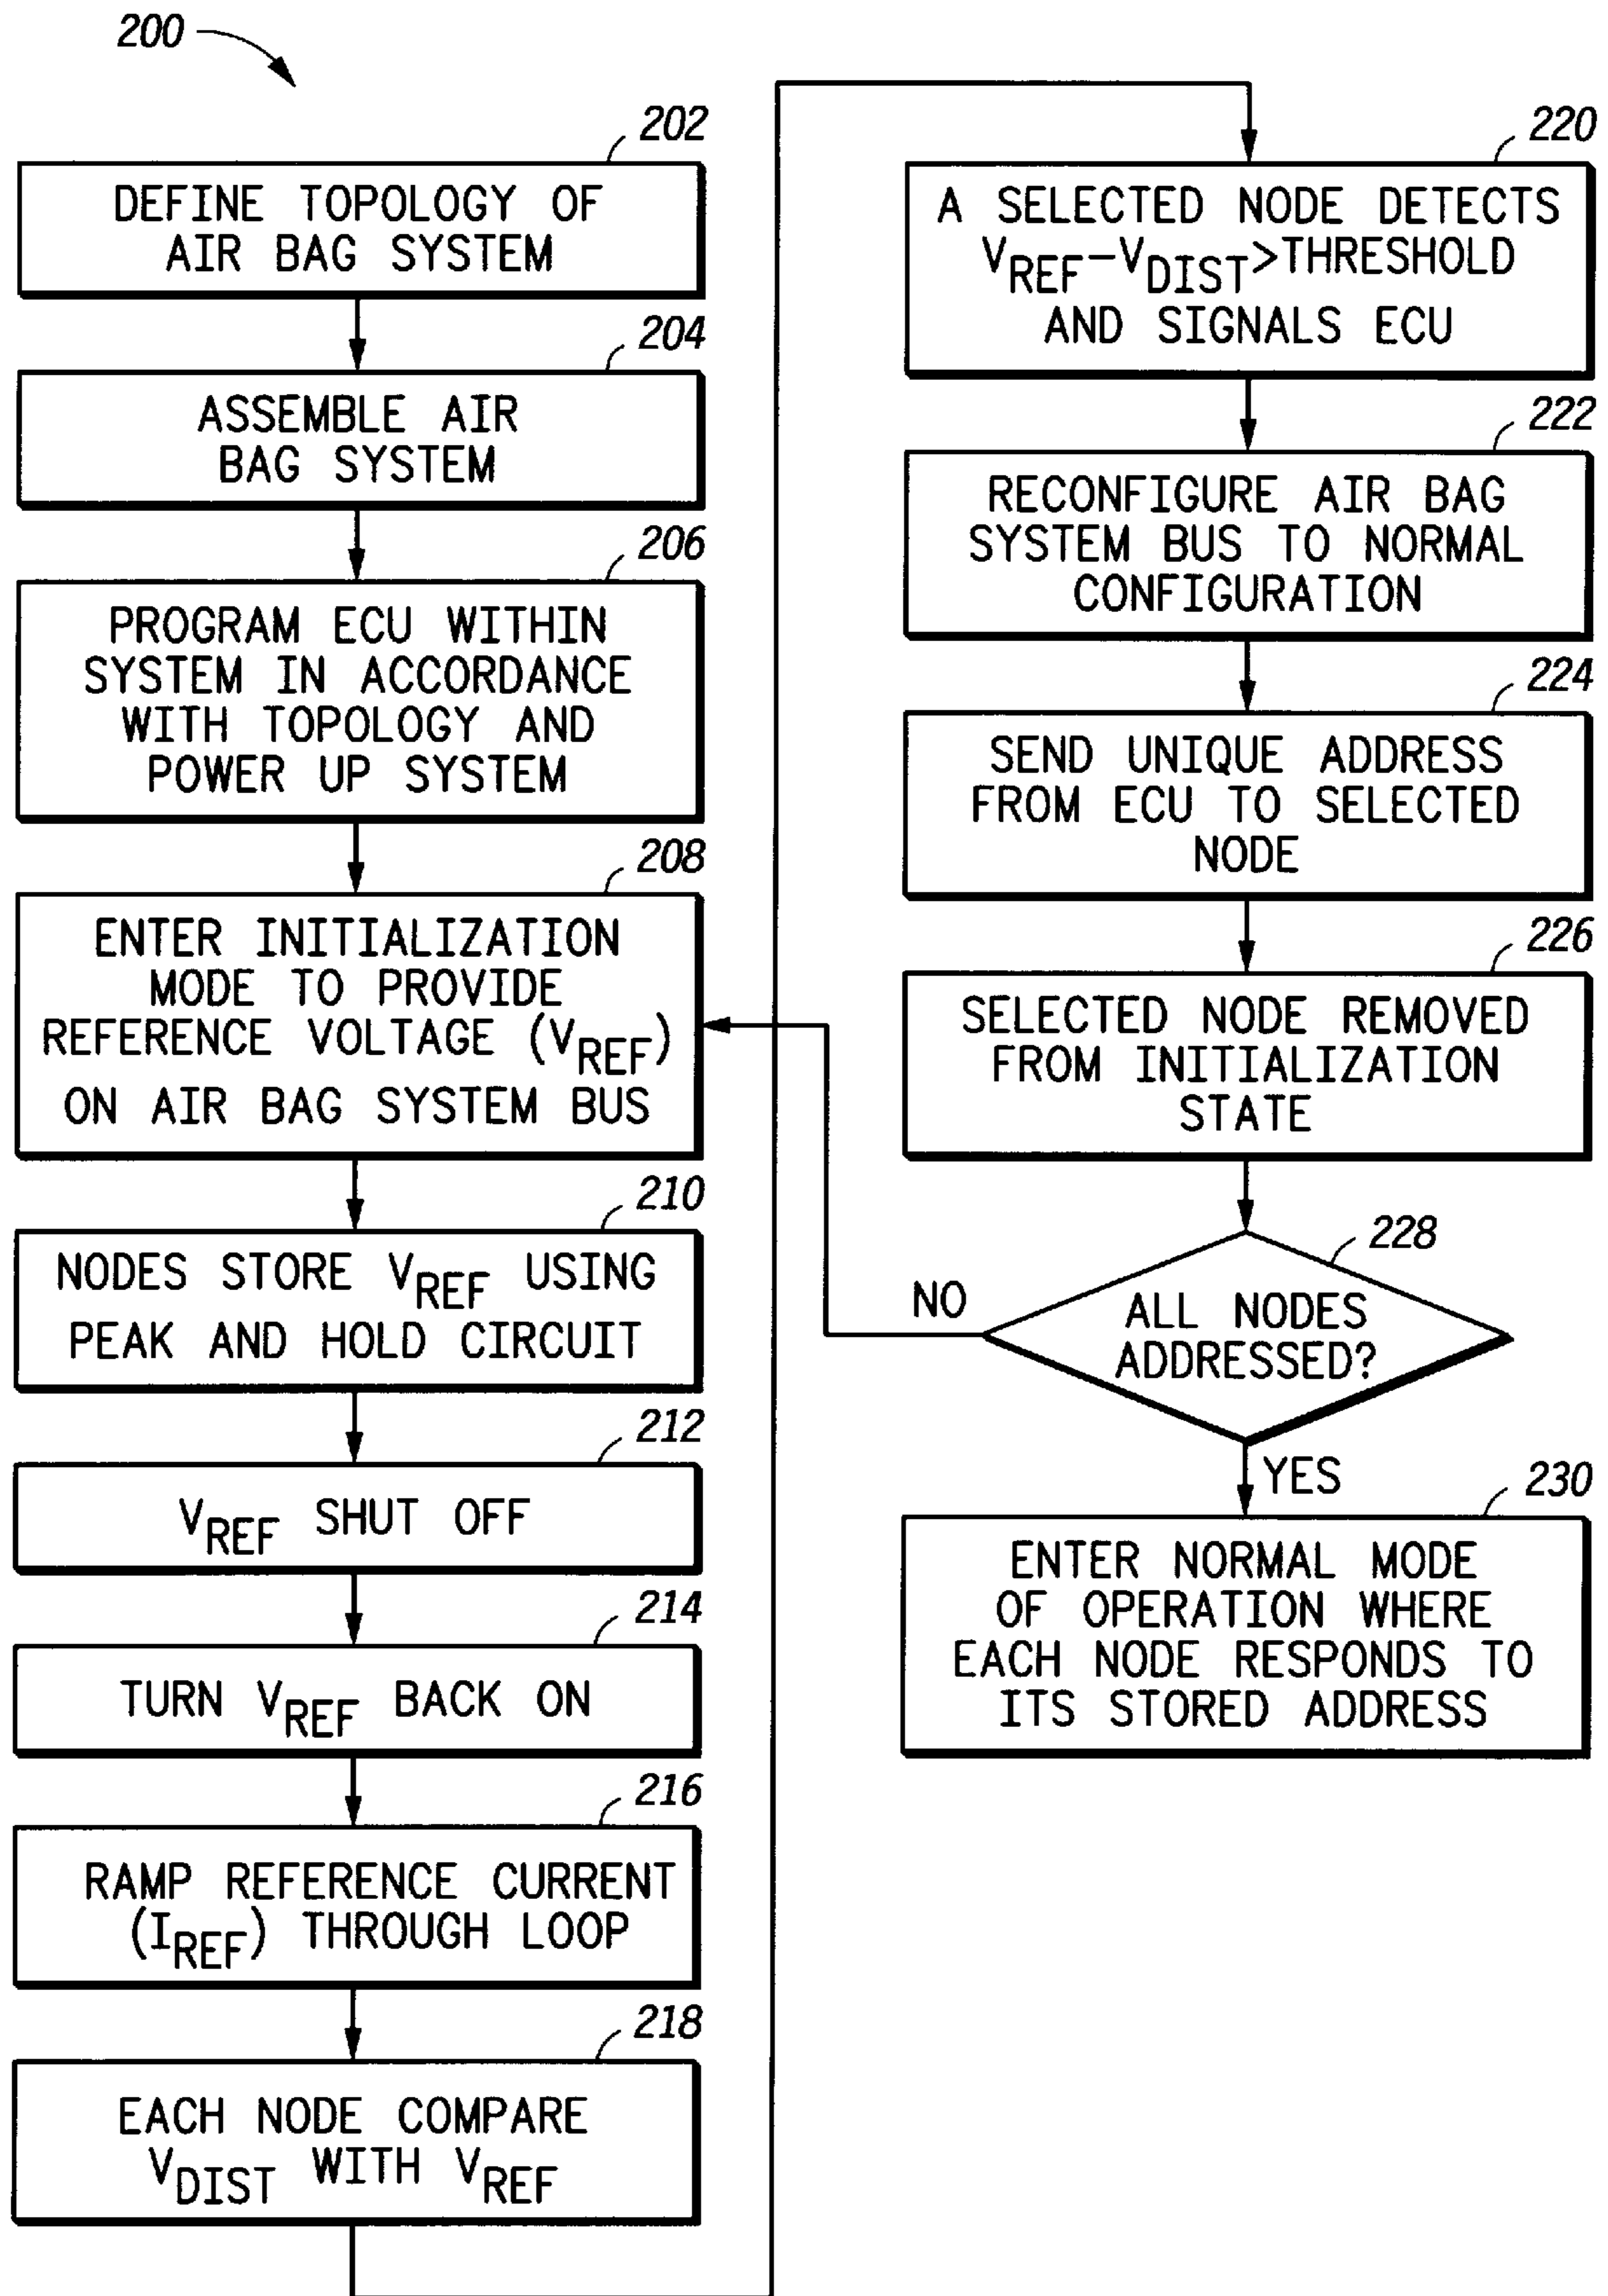 200
202
DEFINE TOPOLOGY OF
AIR BAG SYSTEM
204
ASSEMBLE AIR
BAG SYSTEM
206
PROGRAM ECU WITHIN
SYSTEM IN ACCORDANCE
WITH TOPOLOGY AND
POWER UP SYSTEM
208
ENTER INITIALIZATION
MODE TO PROVIDE
REFERENCE VOLTAGE (VREF)
ON AIR BAG SYSTEM BUS
210
NODES STORE VREF USING
PEAK AND HOLD CIRCUIT
212
VREF SHUT OFF
214
TURN VREF BACK ON
216
RAMP REFERENCE CURRENT
(IREF) THROUGH LOOP
218
EACH NODE COMPARE
VDIST WITH VREF
220
A SELECTED NODE DETECTS
VREF-VDIST>THRESHOLD
AND SIGNALS ECU
222
RECONFIGURE AIR BAG
SYSTEM BUS TO NORMAL
CONFIGURATION
224
SEND UNIQUE ADDRESS
FROM ECU TO SELECTED
NODE
226
SELECTED NODE REMOVED
FROM INITIALIZATION
STATE
228
ALL NODES
ADDRESSED?
NO
YES
230
ENTER NORMAL MODE
OF OPERATION WHERE
EACH NODE RESPONDS TO
ITS STORED ADDRESS